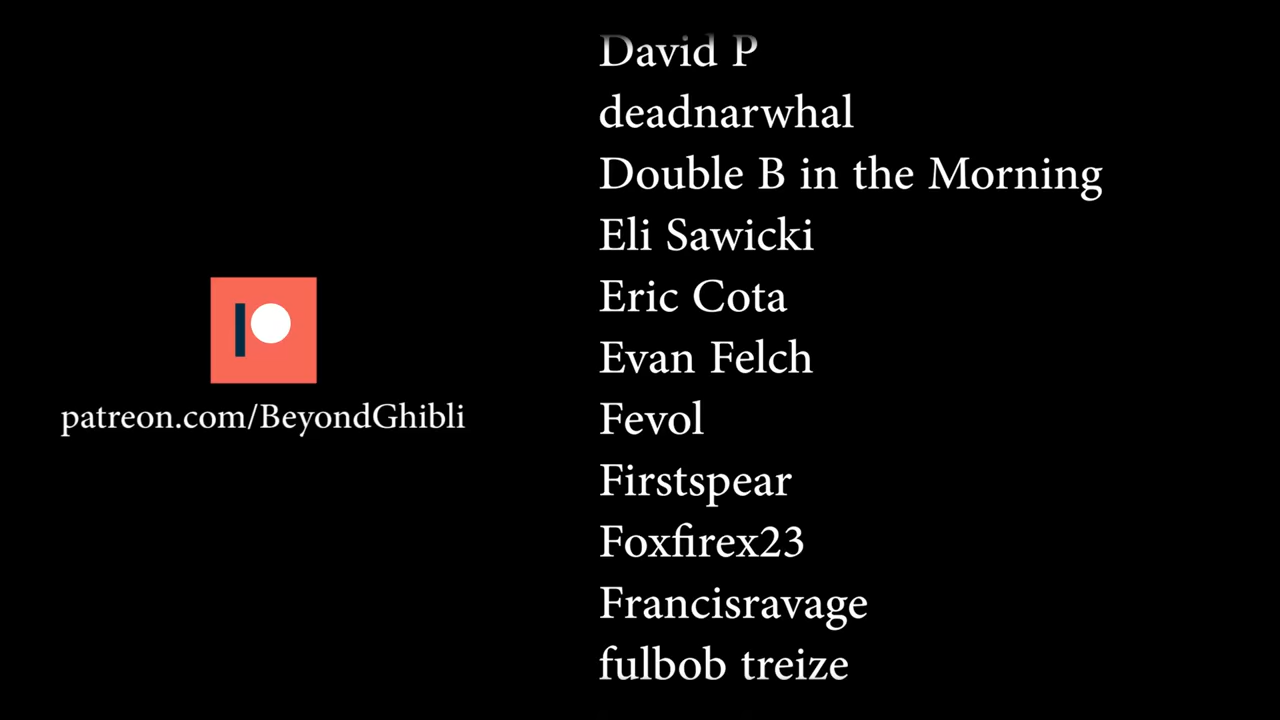 patreon.com/BeyondGhibli
David P
deadnarwhal
Double B in the Morning
Eli Sawicki
Eric Cota
Evan Felch
Fevol
Firstspear
Foxfirex23
Francisravage
fulbob treize